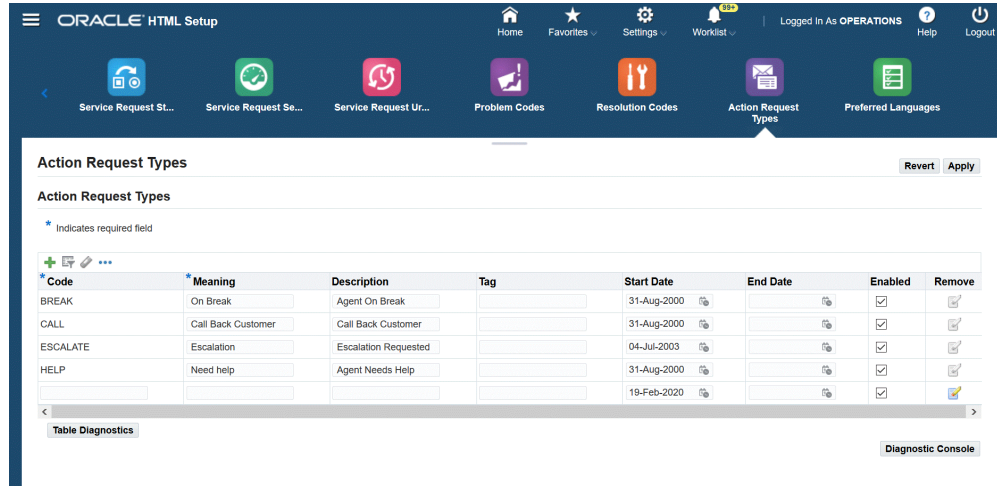 ORACLE HTML Setup
Home
Favorites
Settings
99+
Worklist
Logged In As OPERATIONS
?
Help
Logout
Service Request St...
Service Request Se...
Service Request Ur...
Problem Codes
Resolution Codes
Action Request
Types
Preferred Languages
Action Request Types
Revert Apply
Action Request Types
* Indicates required field
* Code * Meaning Description Tag Start Date End Date Enabled Remove
BREAK On Break Agent On Break 31-Aug-2000
CALL Call Back Customer Call Back Customer 31-Aug-2000
ESCALATE Escalation Escalation Requested 04-Jul-2003
HELP Need help Agent Needs Help 31-Aug-2000
19-Feb-2020
Table Diagnostics
Diagnostic Console